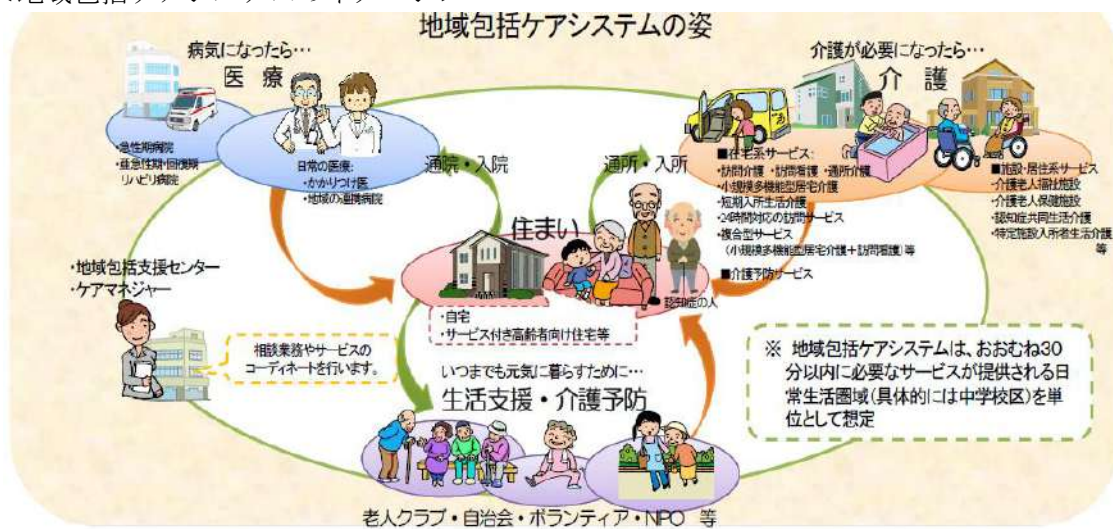 地域包括ケアシステムの姿
病気になったら…
医 療
・急性期病院
・亜急性期・回復期
リハビリ病院
日常の医療:
・かかりつけ医
・地域の連携病院
通院・入院
通所・入所
介護が必要になったら…
介 護
■在宅系サービス:
・訪問介護・訪問看護・通所介護
・小規模多機能型居宅介護
・短期入所生活介護
・24時間対応の訪問サービス
・複合型サービス
(小規模多機能型居宅介護+訪問看護)等
■介護予防サービス
■施設・居住系サービス
・介護老人福祉施設
・介護老人保健施設
・認知症共同生活介護
・特定施設入所者生活介護
等
住まい
認知症の人
・自宅
・サービス付き高齢者向け住宅等
・地域包括支援センター
・ケアマネジャー
相談業務やサービスの
コーディネートを行います。
いつまでも元気に暮らすために…
生活支援・介護予防
老人クラブ・自治会・ボランティア・NPO 等
※ 地域包括ケアシステムは、おおむね30
分以内に必要なサービスが提供される日
常生活圏域(具体的には中学校区)を単
位として想定